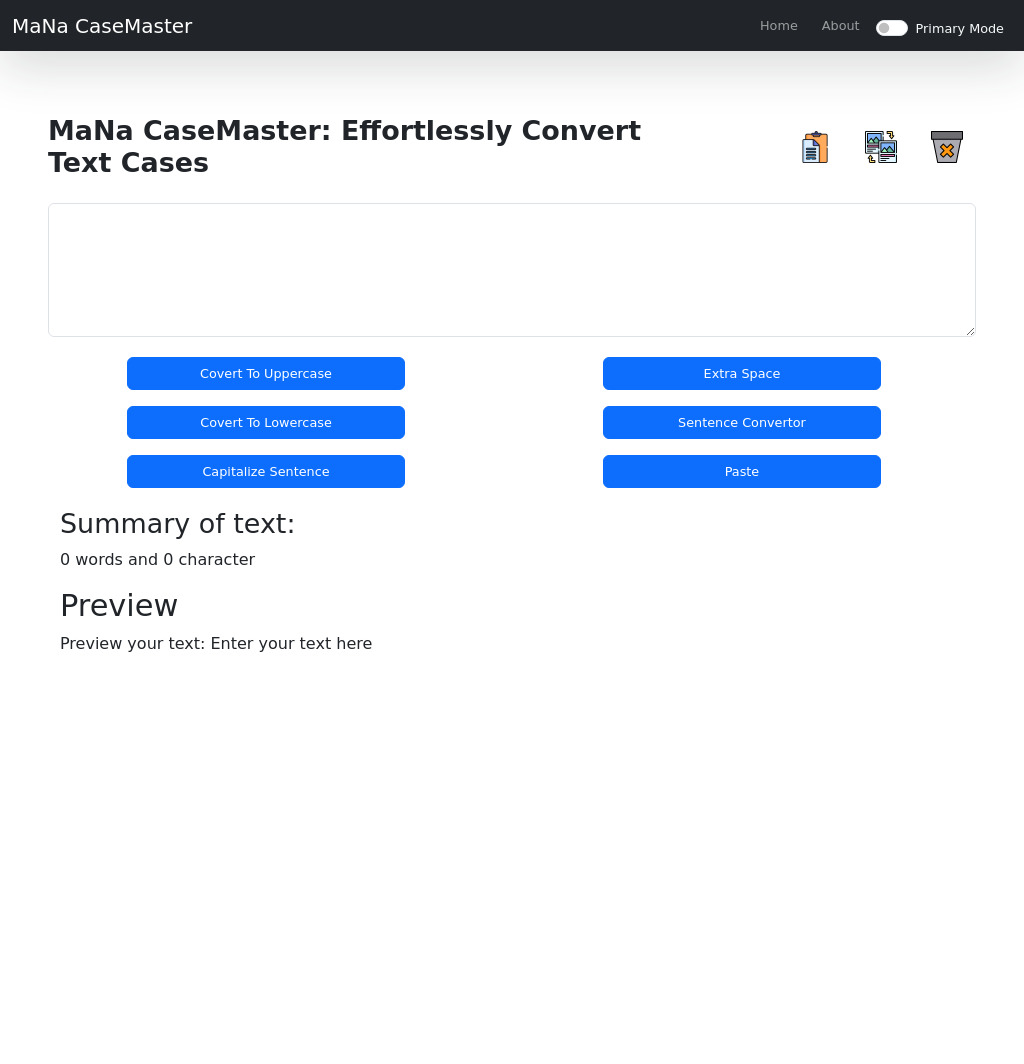 MaNa CaseMaster
Home
About
Primary Mode
MaNa CaseMaster: Effortlessly Convert
Text Cases
Covert To Uppercase
Extra Space
Covert To Lowercase
Sentence Convertor
Capitalize Sentence
Paste
Summary of text:
0 words and 0 character
Preview
Preview your text: Enter your text here